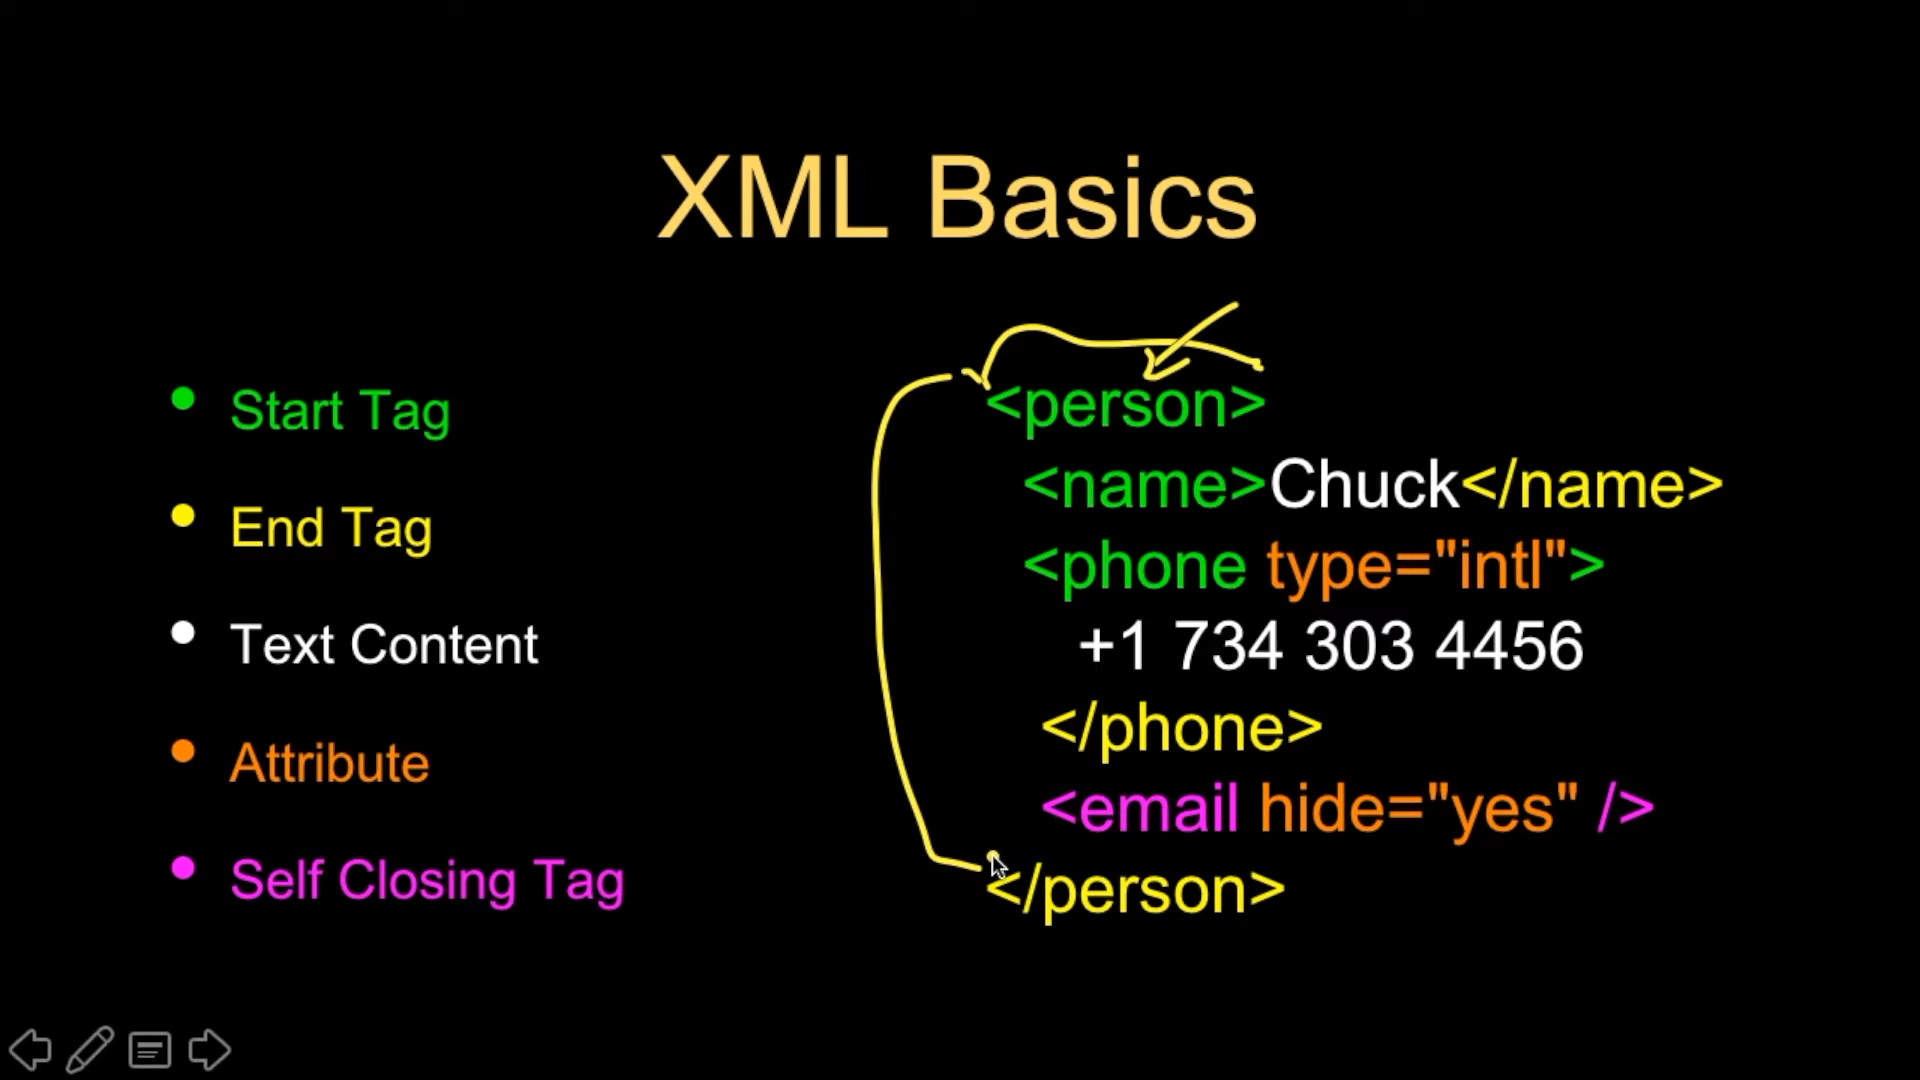 XML Basics
Start Tag
End Tag
Text Content
Attribute
Self Closing Tag
<person>
<name>Chuck</name>
<phone type="intl">
+1 734 303 4456
</phone>
<email hide="yes" />
</person>